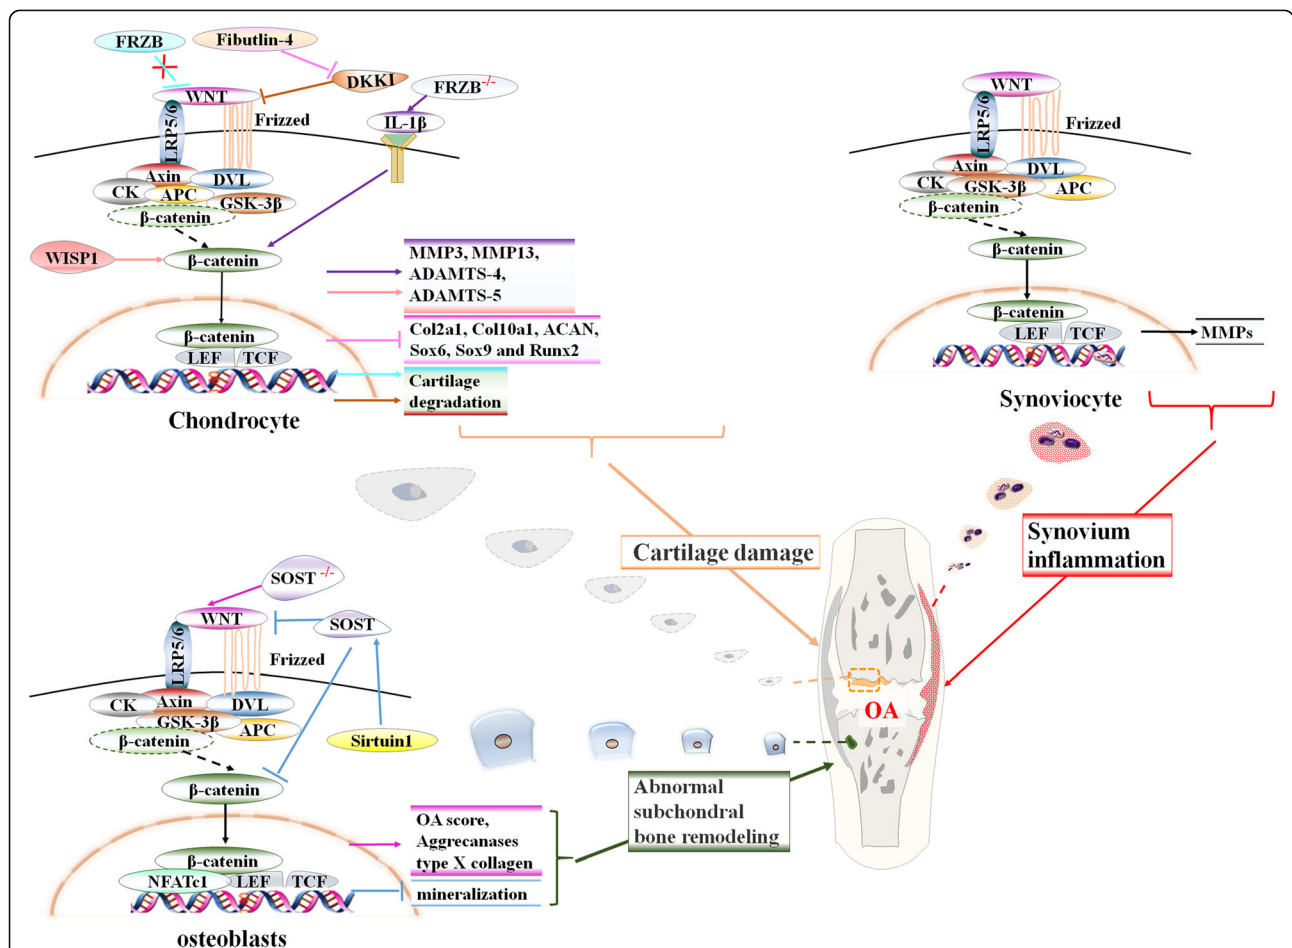 FRZB
Fibutlin-4
DKKI
FRZB-/-
WNT
IL-1β
LRP5/6
Frizzed
Axin
DVL
CK
APC
GSK-3β
β-catenin
WISP1
β-catenin
MMP3, MMP13,
ADAMTS-4,
ADAMTS-5
β-catenin
LEF
TCF
Col2a1, Col10a1, ACAN,
Sox6, Sox9 and Runx2
Cartilage
degradation
Chondrocyte
WNT
LRP5/6
Frizzed
Axin
DVL
CK
GSK-3β
APC
β-catenin
β-catenin
β-catenin
LEF
TCF
MMPs
Synoviocyte
Cartilage damage
Synovium
inflammation
OA
SOST -/-
WNT
SOST
LRP5/6
Frizzed
Axin
DVL
CK
GSK-3β
APC
β-catenin
Sirtuin1
β-catenin
Abnormal
subchondral
bone remodeling
OA score,
Aggrecanases
type X collagen
mineralization
β-catenin
NFATc1
LEF
TCF
osteoblasts